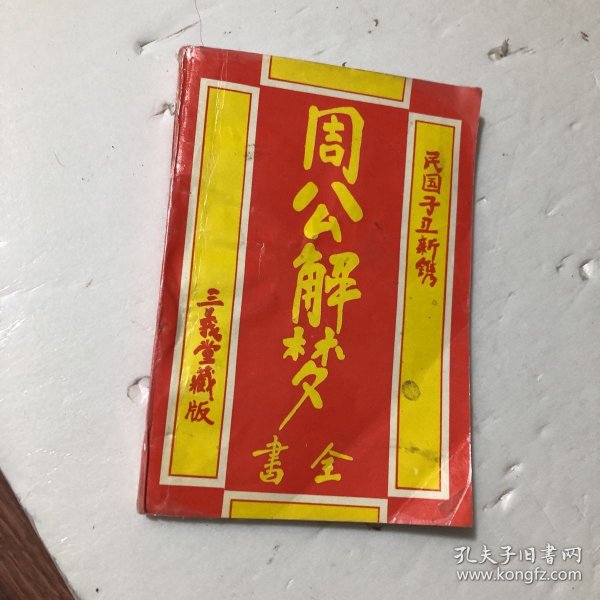 民国子丑新镌
周公解梦
全書
三義堂藏版
孔夫子旧书网
www.kongfz.com